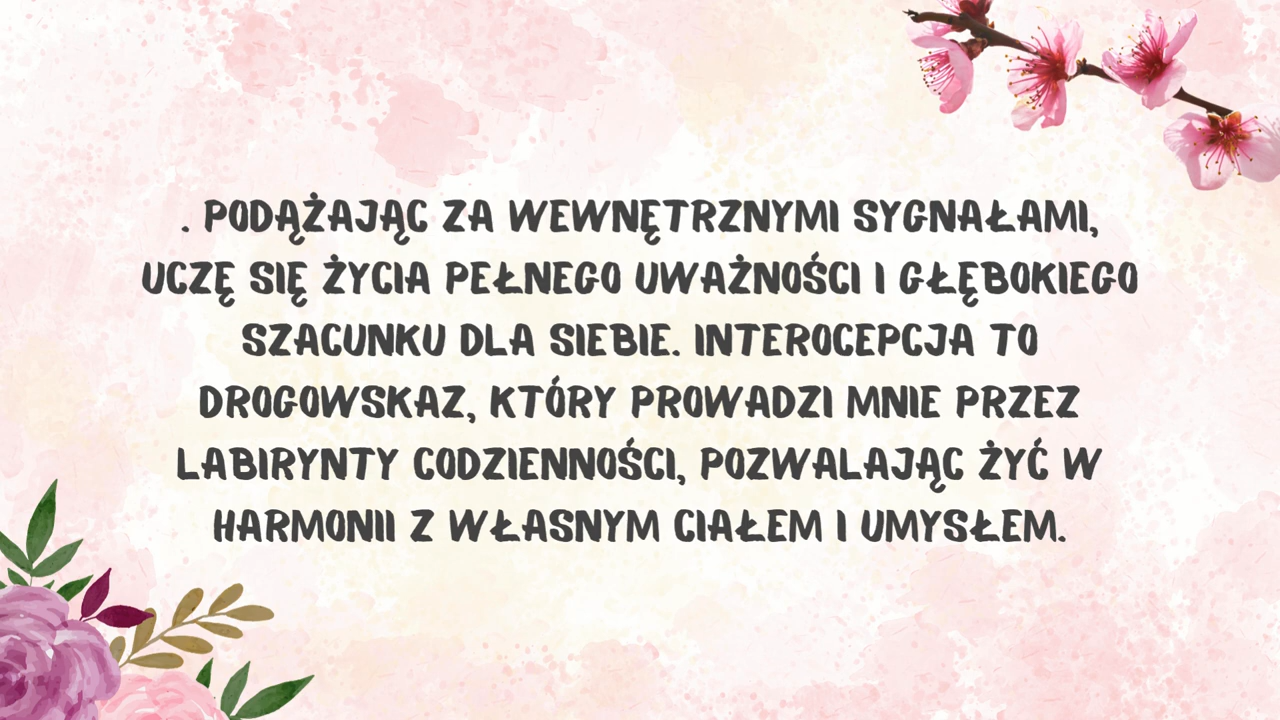 . PODĄŻAJĄC ZA WEWNĘTRZNYMI SYGNAŁAMI,
UCZĘ SIĘ ŻYCIA PEŁNEGO UWAŻNOŚCI I GŁĘBOKIEGO
SZACUNKU DLA SIEBIE. INTEROCEPCJA TO
DROGOWSKAZ, KTÓRY PROWADZI MNIE PRZEZ
LABIRYNTY CODZIENNOŚCI, POZWALAJĄC ŻYĆ W
HARMONII Z WŁASNYM CIAŁEM I UMYSŁEM.